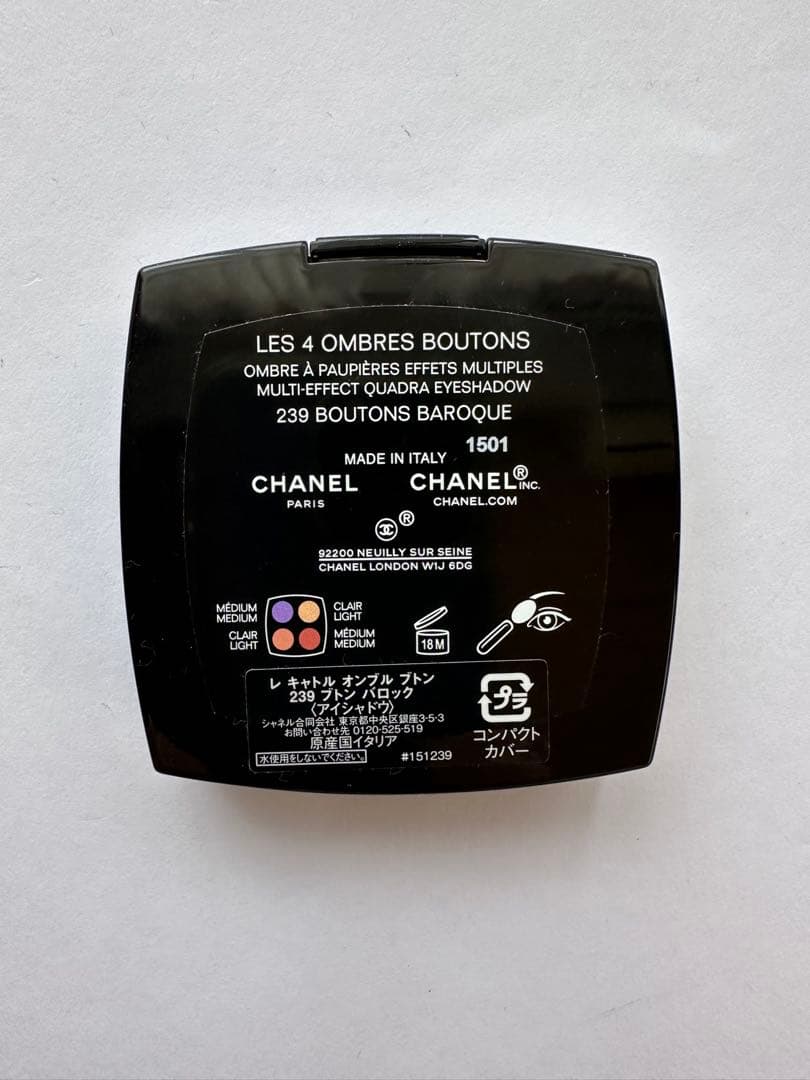 LES 4 OMBRES BOUTONS
OMBRE À PAUPIÈRES EFFETS MULTIPLES
MULTI-EFFECT QUADRA EYESHADOW
239 BOUTONS BAROQUE
1501
MADE IN ITALY
CHANEL
PARIS
CHANEL® INC.
CHANEL.COM
®
92200 NEUILLY SUR SEINE
CHANEL LONDON W1J 6DG
MÉDIUM
MEDIUM
CLAIR
LIGHT
CLAIR
LIGHT
MÉDIUM
MEDIUM
18 M
レ キャトル オンブル ブトン
239 ブトン バロック
〈アイシャドウ〉
シャネル合同会社 東京都中央区銀座3-5-3
お問い合わせ先 0120-525-519
原産国イタリア
水使用をしないでください。
#151239
プラ
コンパクト
カバー